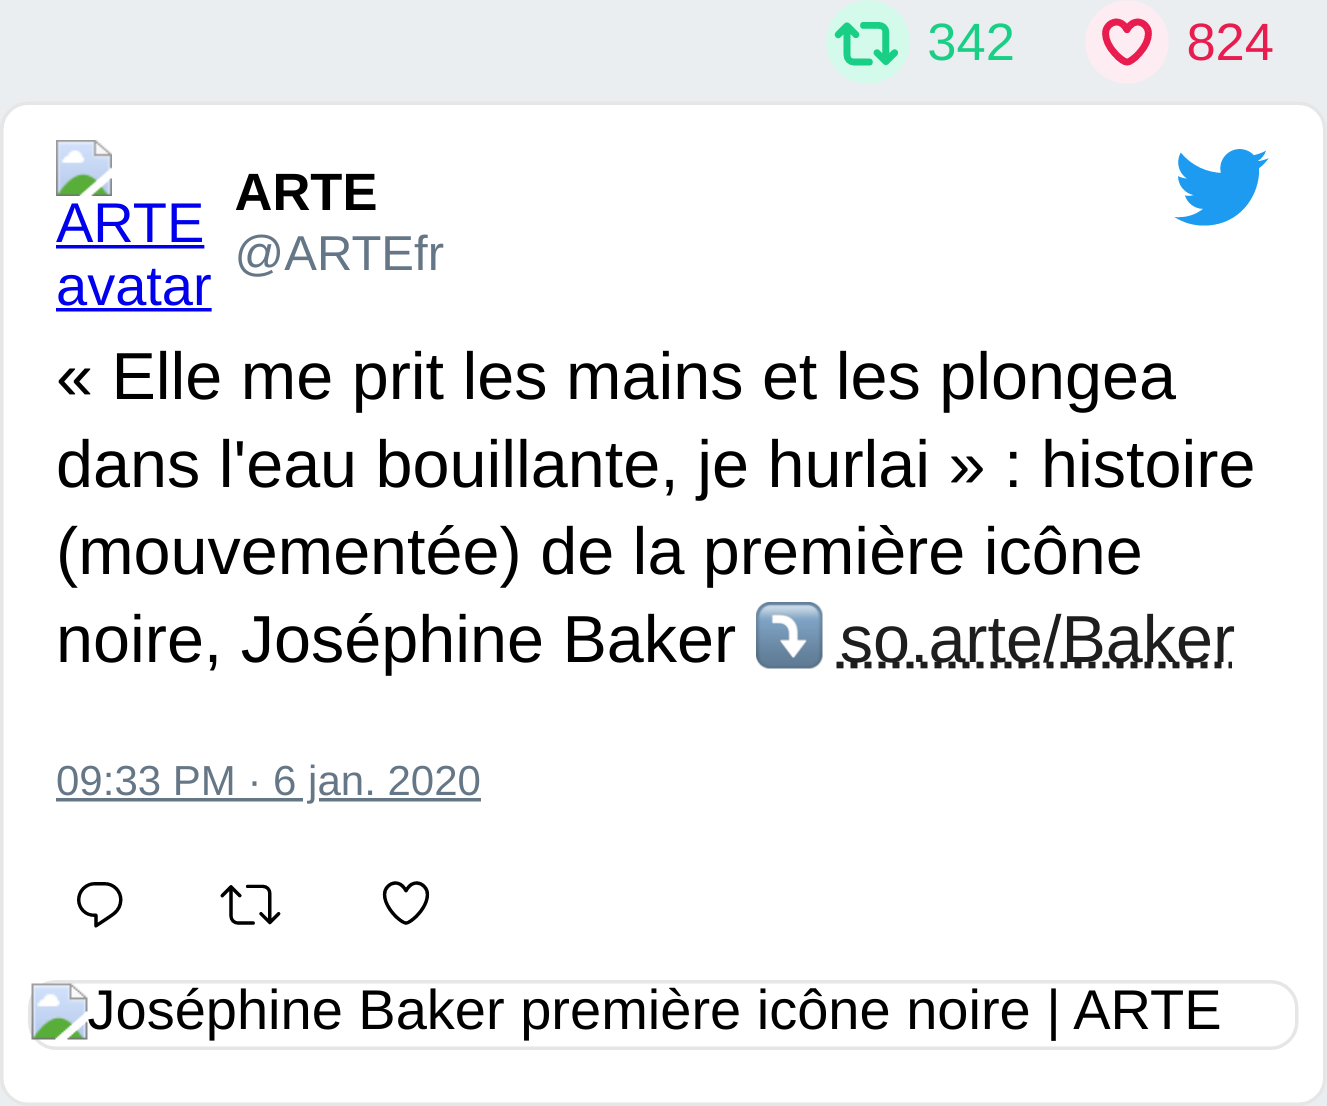 342 824
ARTE avatar
ARTE
@ARTEfr
« Elle me prit les mains et les plongea
dans l'eau bouillante, je hurlai » : histoire
(mouvementée) de la première icône
noire, Joséphine Baker ⤵️ so.arte/Baker
09:33 PM · 6 jan. 2020
Joséphine Baker première icône noire | ARTE